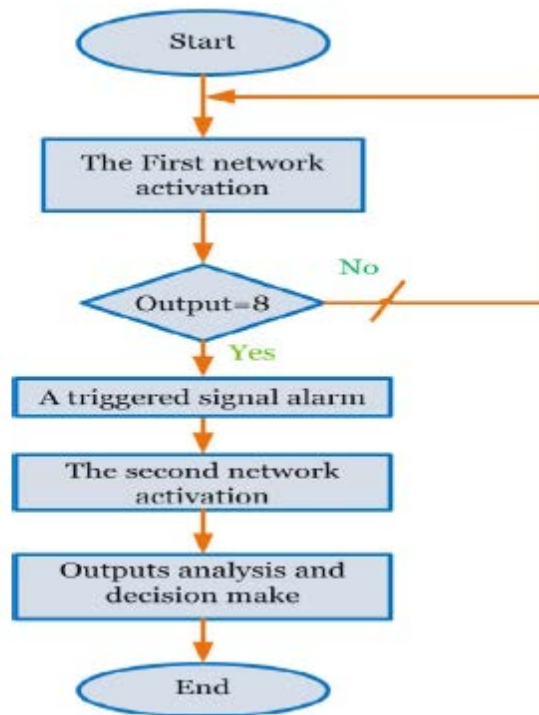 Start
The First network
activation
No
Output=8
Yes
A triggered signal alarm
The second network
activation
Outputs analysis and
decision make
End